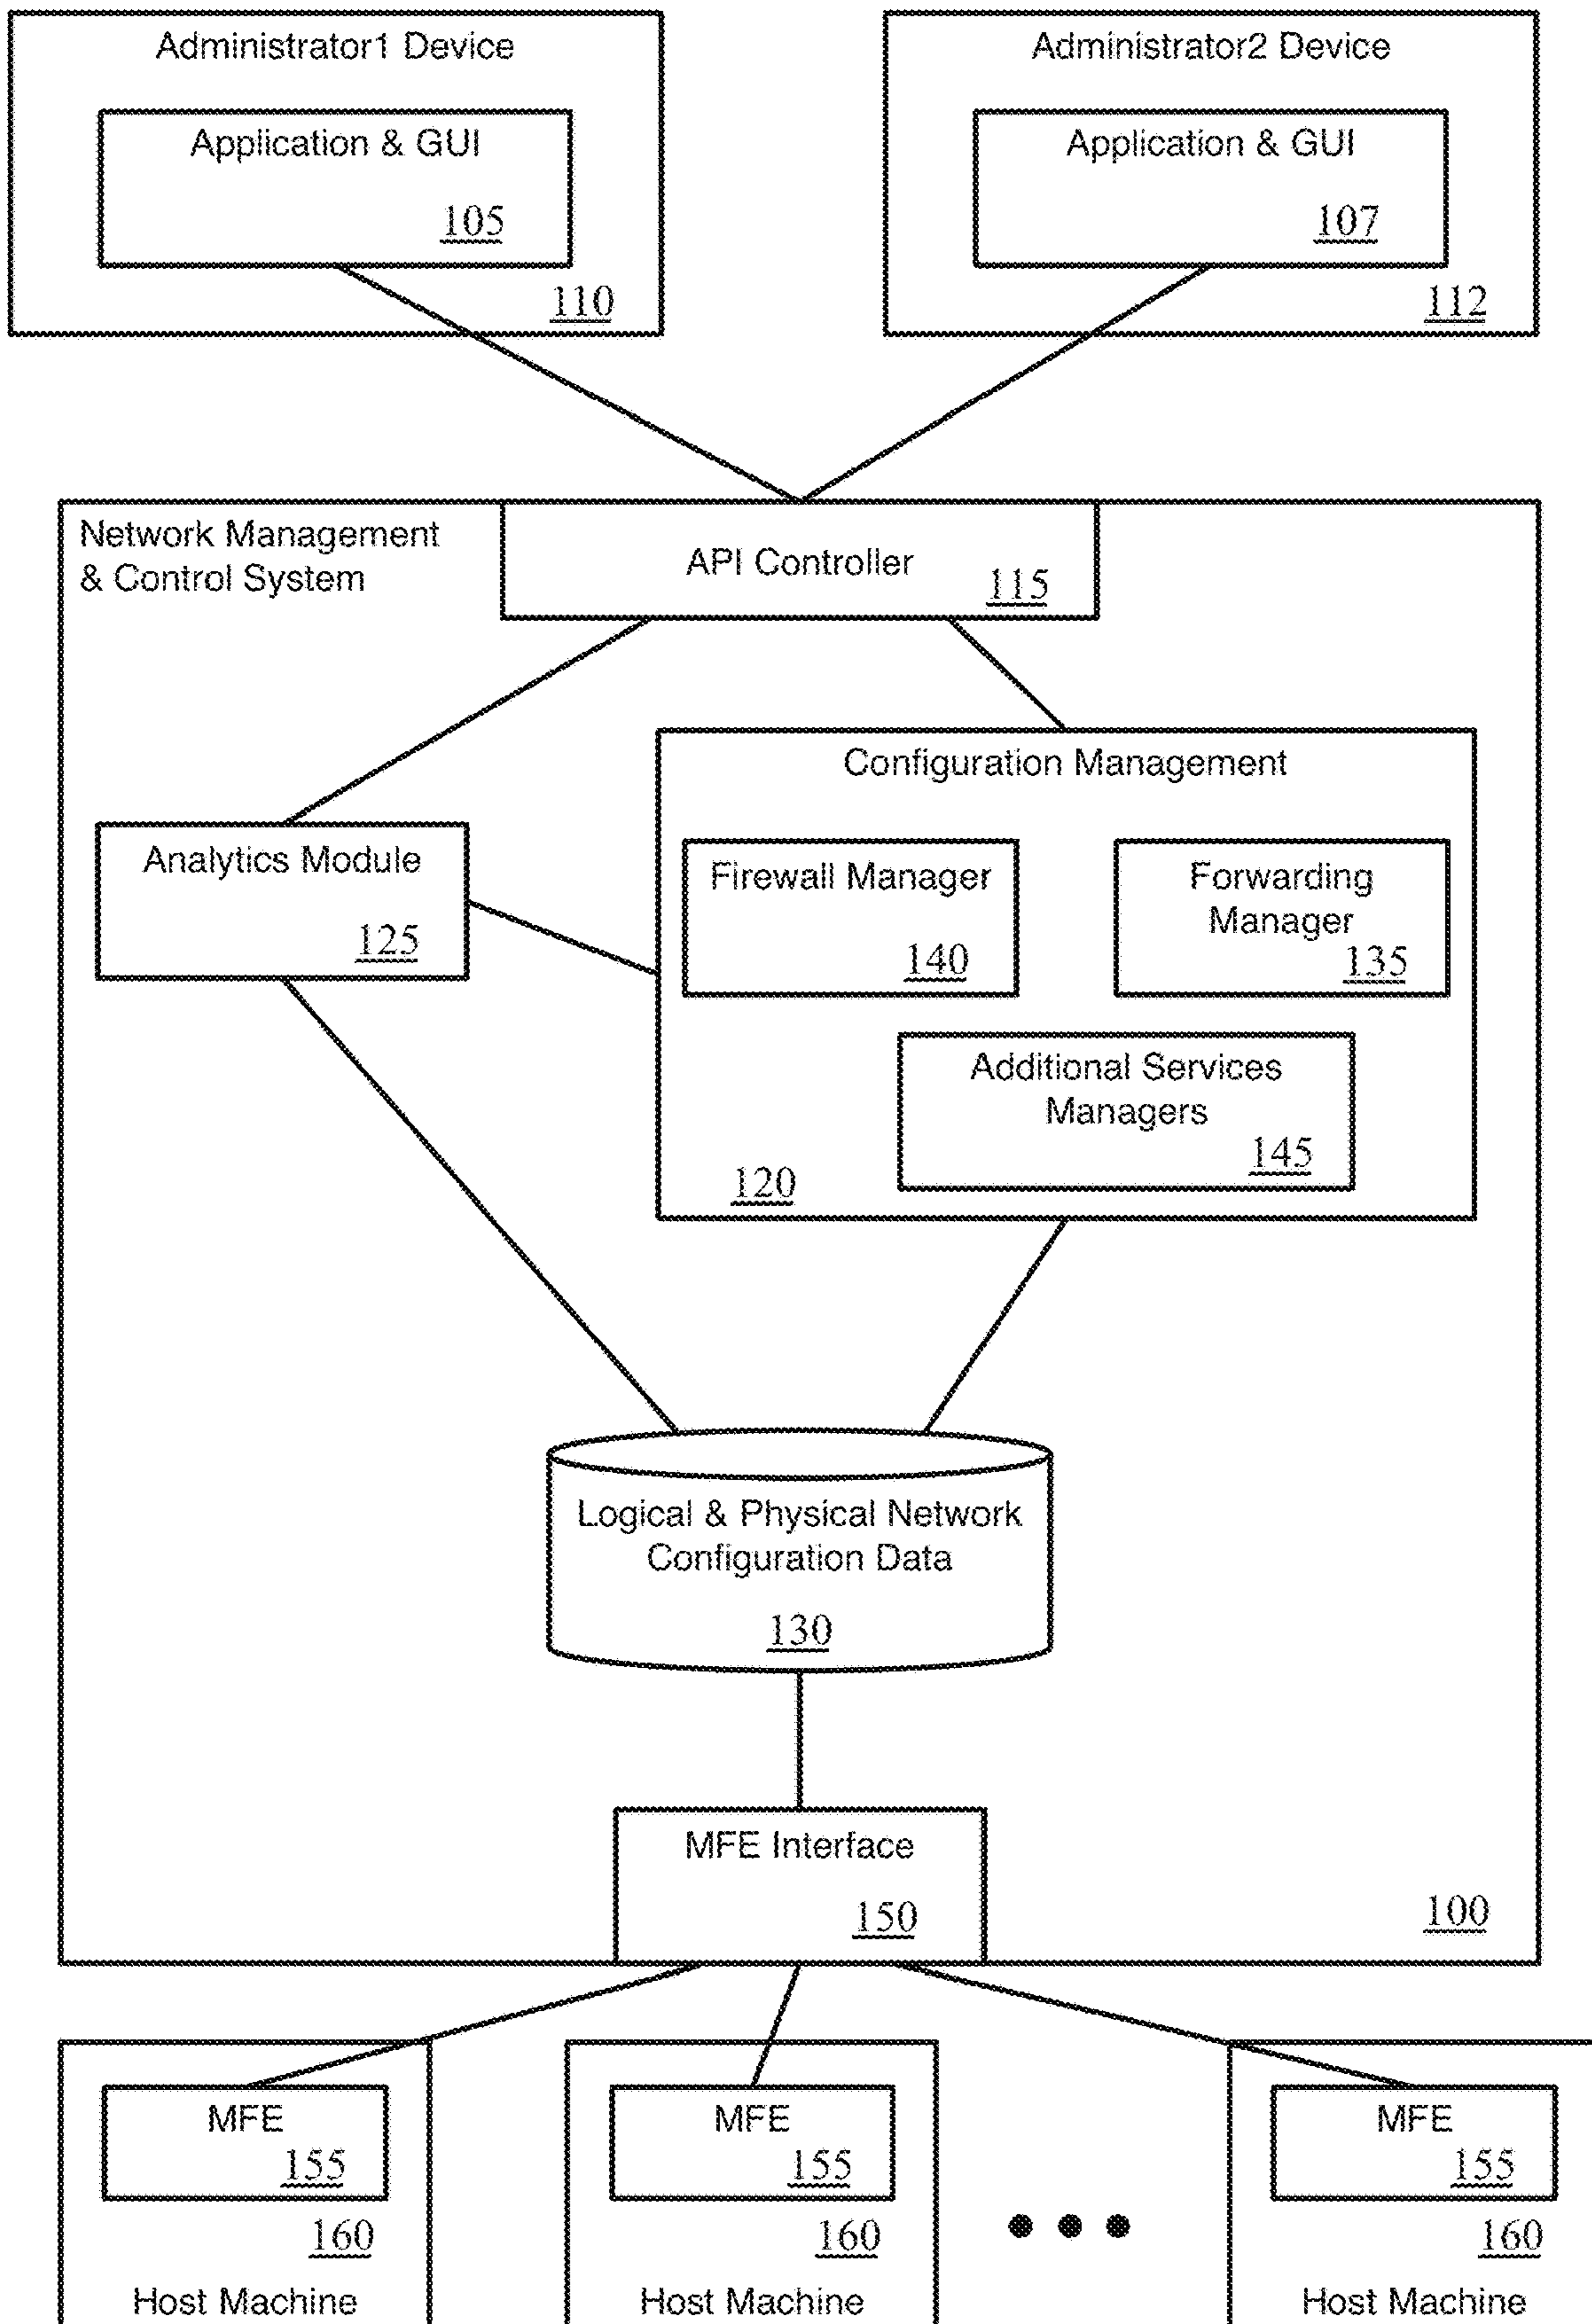 Administrator1 Device
Application & GUI
105
110
Administrator2 Device
Application & GUI
107
112
Network Management
& Control System
API Controller
115
Configuration Management
Analytics Module
125
Firewall Manager
140
Forwarding
Manager
135
Additional Services
Managers
145
120
Logical & Physical Network
Configuration Data
130
MFE Interface
150
100
MFE
155
160
Host Machine
MFE
155
160
Host Machine
MFE
155
160
Host Machine